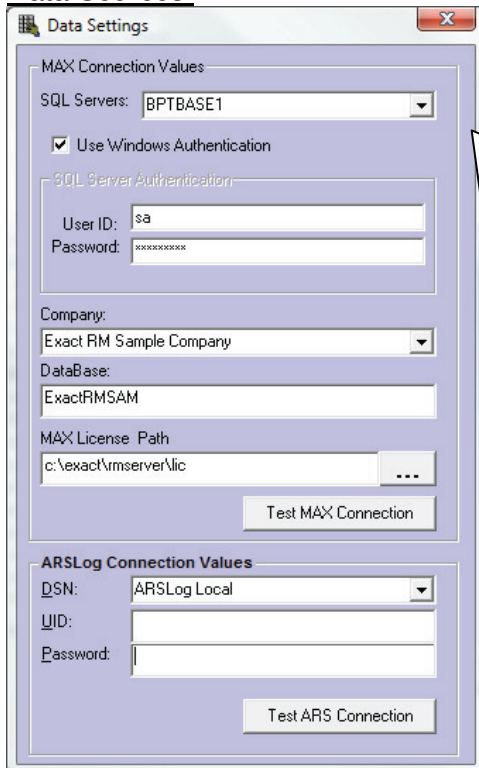 Data Settings
MAX Connection Values
SQL Servers: BPTBASE1
Use Windows Authentication
SQL Server Authentication
User ID: sa
Password: *********
Company:
Exact RM Sample Company
DataBase:
ExactRMSAM
MAX License Path
c:\exact\rmserver\lic ...
Test MAX Connection
ARSLog Connection Values
DSN: ARSLog Local
UID:
Password:
Test ARS Connection